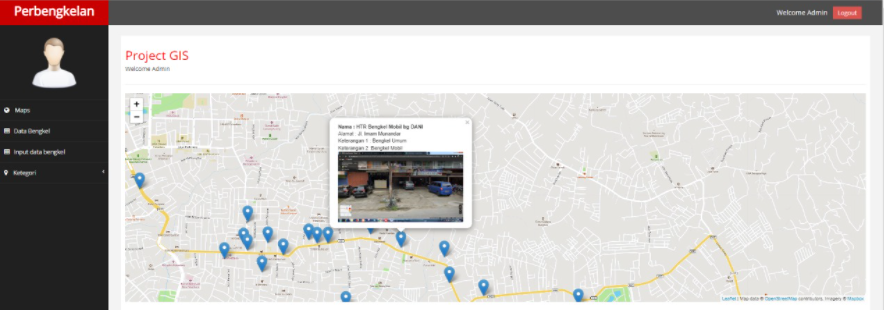 Perbengkelan
Welcome Admin
Logout
Maps
Data Bengkel
Input data bengkel
Kategori
Project GIS
Welcome Admin
+
−
Nama : HTR Bengkel Mobil by DANI
Alamat : Jl. Imam Munandar
Keterangan 1 : Bengkel Umum
Keterangan 2: Bengkel Mobil
×
Leaflet | Map data © OpenStreetMap contributors, Imagery © Mapbox